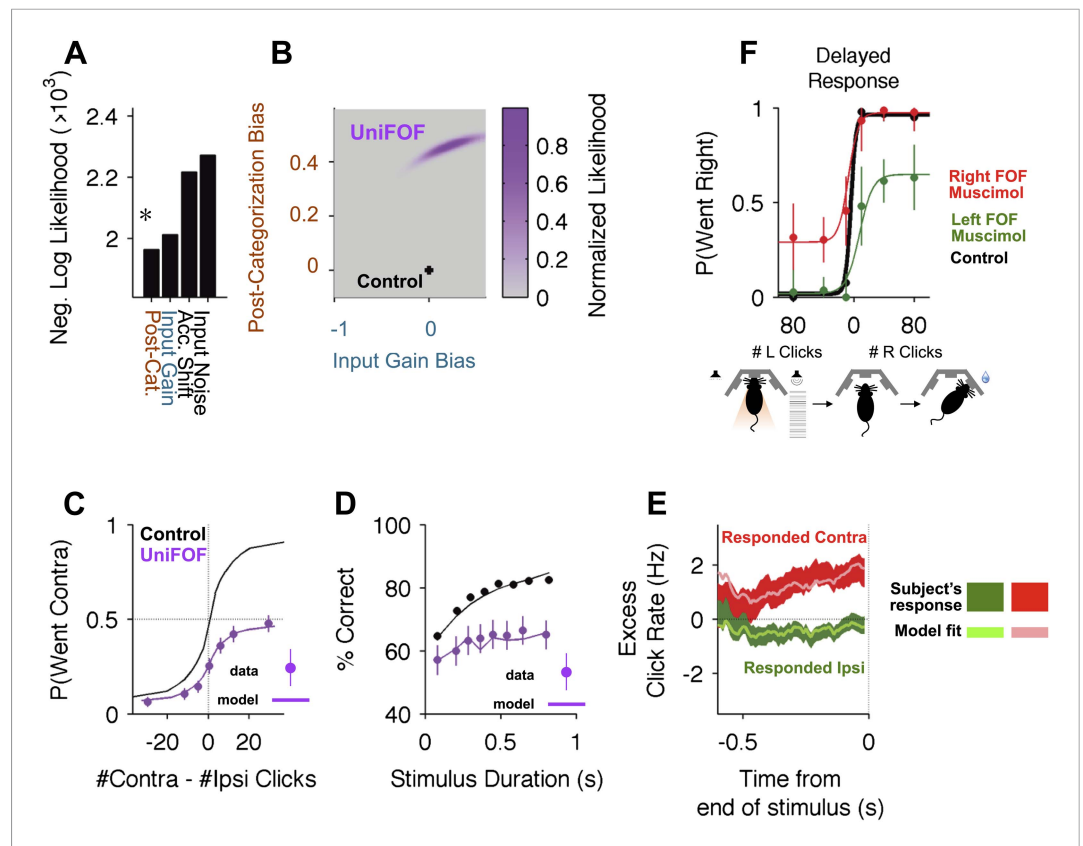 A
Neg. Log Likelihood ( ›10³)
2.4
2.2
2
*
Post-Cat.
Input Gain
Acc. Shift
Input Noise
B
Post-Categorization Bias
0.4
0.2
0
UniFOF
Control
-1
0
Input Gain Bias
0.8
0.6
0.4
0.2
0
Normalized Likelihood
F
Delayed
Response
P(Went Right)
1
0.5
0
80
0
80
# L Clicks
# R Clicks
Right FOF
Muscimol
Left FOF
Muscimol
Control
C
P(Went Contra)
1
0.5
0
Control
UniFOF
data
model
-20
0
20
#Contra - #Ipsi Clicks
D
% Correct
100
80
60
40
data
model
0
0.5
1
Stimulus Duration (s)
E
Excess
Click Rate (Hz)
2
0
-2
Responded Contra
Responded Ipsi
-0.5
0
Time from
end of stimulus (s)
Subject's
response
Model fit